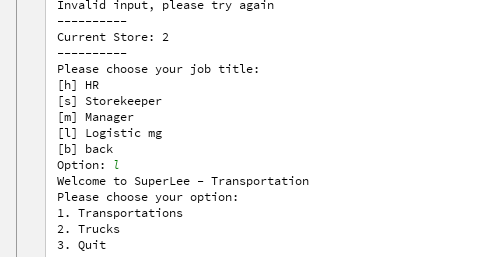 Invalid input, please try again
----------
Current Store: 2
----------
Please choose your job title:
[h] HR
[s] Storekeeper
[m] Manager
[l] Logistic mg
[b] back
Option: l
Welcome to SuperLee – Transportation
Please choose your option:
1. Transportations
2. Trucks
3. Quit